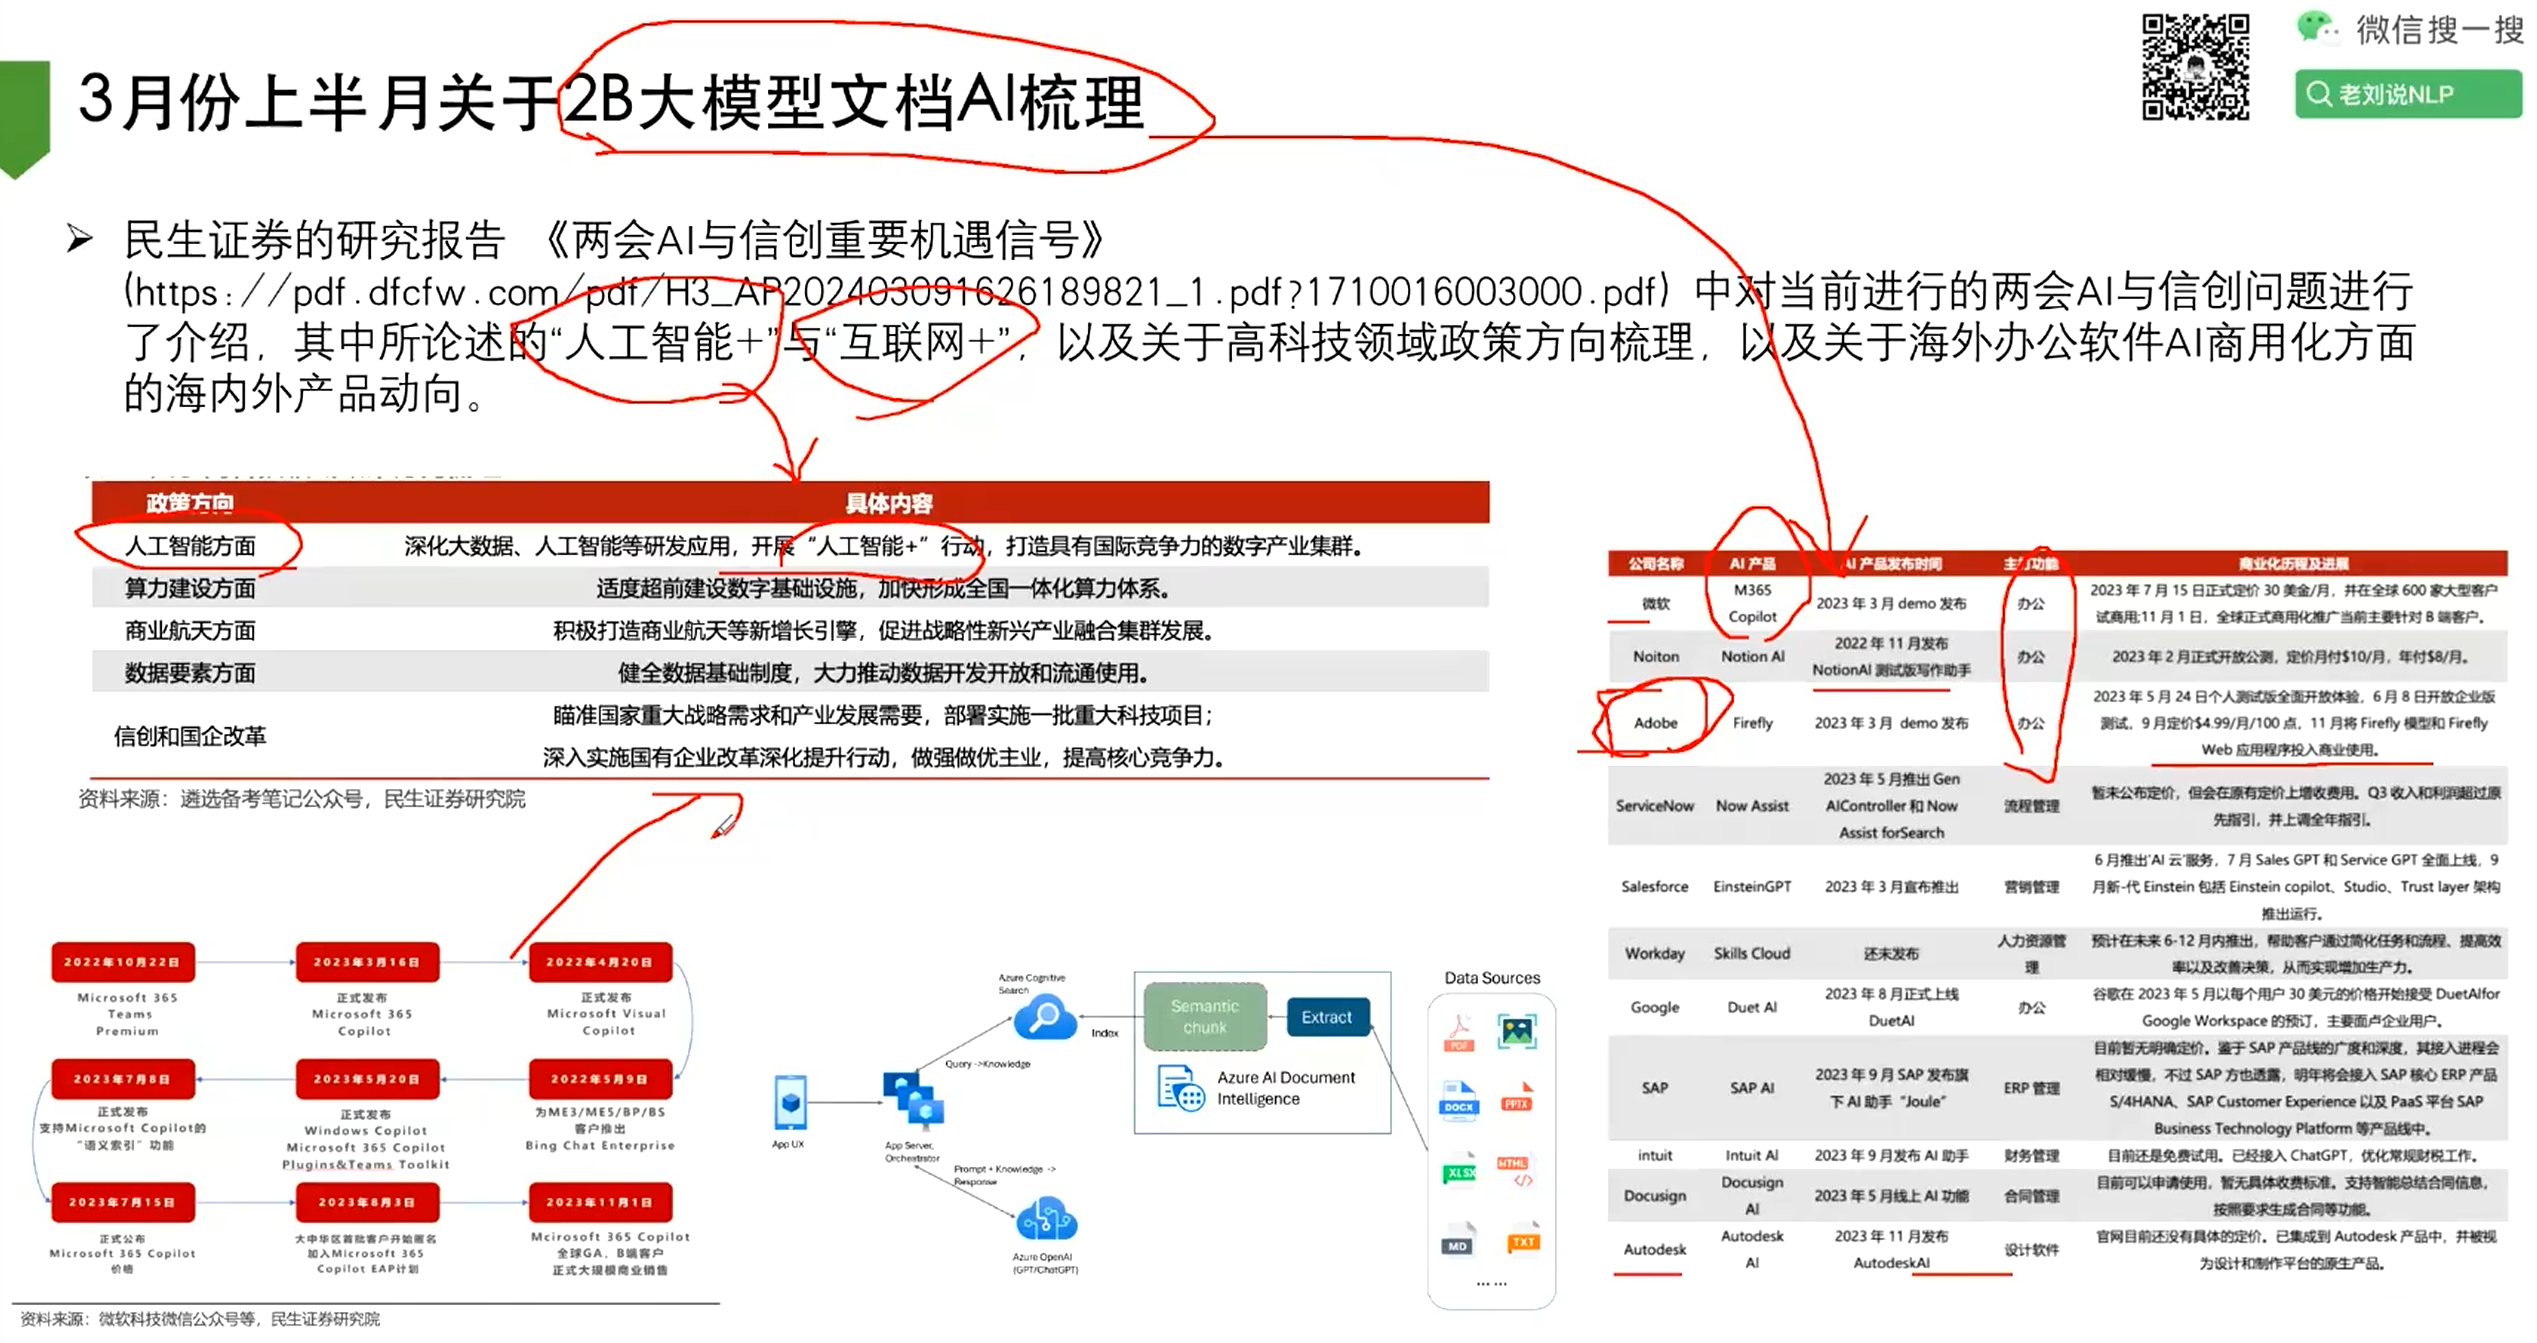 微信搜一搜
老刘说NLP
3月份上半月关于2B大模型文档AI梳理
民生证券的研究报告 《两会AI与信创重要机遇信号》
(https://pdf.dfcfw.com/pdf/H3_AP202403091626189821_1.pdf?1710016003000.pdf) 中对当前进行的两会AI与信创问题进行
了介绍，其中所论述的“人工智能+”与“互联网+”，以及关于高科技领域政策方向梳理，以及关于海外办公软件AI商用化方面
的海内外产品动向。
政策方向 具体内容
人工智能方面 深化大数据、人工智能等研发应用，开展“人工智能+”行动，打造具有国际竞争力的数字产业集群。
算力建设方面 适度超前建设数字基础设施，加快形成全国一体化算力体系。
商业航天方面 积极打造商业航天等新增长引擎，促进战略性新兴产业融合集群发展。
数据要素方面 健全数据基础制度，大力推动数据开发开放和流通使用。
信创和国企改革
瞄准国家重大战略需求和产业发展需要，部署实施一批重大科技项目；
深入实施国有企业改革深化提升行动，做强做优主业，提高核心竞争力。
资料来源：遴选备考笔记公众号，民生证券研究院
2022年10月22日
Microsoft 365
Teams
Premium
2023年3月16日
正式发布
Microsoft 365
Copilot
2022年4月20日
正式发布
Microsoft Visual
Copilot
2023年7月8日
正式发布
支持Microsoft Copilot的
“语义索引”功能
2023年5月20日
正式发布
Windows Copilot
Microsoft 365 Copilot
Plugins&Teams Toolkit
2022年5月9日
为ME3/ME5/BP/BS
客户推出
Bing Chat Enterprise
2023年7月15日
正式公布
Microsoft 365 Copilot
价格
2023年8月3日
大中华区首批客户开始匿名
加入Microsoft 365
Copilot EAP计划
2023年11月1日
Mcirosoft 365 Copilot
全球GA，B端客户
正式大规模商业销售
资料来源：微软科技微信公众号等，民生证券研究院
App UX
App Server,
Orchestrator
Azure Cognitive
Search
Query ->Knowledge
Index
Prompt + Knowledge ->
Response
Azure OpenAI
(GPT/ChatGPT)
Semantic
chunk
Extract
Azure AI Document
Intelligence
Data Sources
PDF
DOCX
PPTX
XLSX
HTML
</>
MD
TXT
... ...
公司名称 AI 产品 AI 产品发布时间 主打功能 商业化历程及进展
微软
M365
Copilot
2023 年 3 月 demo 发布
办公
2023 年 7 月 15 日正式定价 30 美金/月，并在全球 600 家大型客户
试商用;11 月 1 日，全球正式商用化推广当前主要针对 B 端客户。
Noiton
Notion AI
2022 年 11 月发布
NotionAI 测试版写作助手
办公
2023 年 2 月正式开放公测，定价月付$10/月，年付$8/月。
Adobe
Firefly
2023 年 3 月 demo 发布
办公
2023 年 5 月 24 日个人测试版全面开放体验，6 月 8 日开放企业版
测试，9 月定价$4.99/月/100 点，11 月将 Firefly 模型和 Firefly
Web 应用程序投入商业使用。
ServiceNow
Now Assist
2023 年 5 月推出 Gen
AIController 和 Now
Assist forSearch
流程管理
暂未公布定价，但会在原有定价上增收费用。Q3 收入和利润超过原
先指引，并上调全年指引。
Salesforce
EinsteinGPT
2023 年 3 月宣布推出
营销管理
6 月推出'AI 云'服务，7 月 Sales GPT 和 Service GPT 全面上线，9
月新-代 Einstein 包括 Einstein copilot、Studio、Trust layer 架构
推出运行。
Workday
Skills Cloud
还未发布
人力资源管
理
预计在未来 6-12 月内推出，帮助客户通过简化任务和流程、提高效
率以及改善决策，从而实现增加生产力。
Google
Duet AI
2023 年 8 月正式上线
DuetAI
办公
谷歌在 2023 年 5 月以每个用户 30 美元的价格开始接受 DuetAIfor
Google Workspace 的预订，主要面卢企业用户。
SAP
SAP AI
2023 年 9 月 SAP 发布旗
下 AI 助手“Joule”
ERP 管理
目前暂无明确定价。鉴于 SAP 产品线的广度和深度，其接入进程会
相对缓慢，不过 SAP 方也透露，明年将会接入 SAP 核心 ERP 产品
S/4HANA、SAP Customer Experience 以及 PaaS 平台 SAP
Business Technology Platform 等产品线中。
intuit
Intuit AI
2023 年 9 月发布 AI 助手
财务管理
目前还是免费试用。已经接入 ChatGPT，优化常规财税工作。
Docusign
Docusign
AI
2023 年 5 月线上 AI 功能
合同管理
目前可以申请使用，暂无具体收费标准。支持智能总结合同信息，
按照要求生成合同等功能。
Autodesk
Autodesk
AI
2023 年 11 月发布
AutodeskAI
设计软件
官网目前还没有具体的定价。已集成到 Autodesk 产品中，并被视
为设计和制作平台的原生产品。